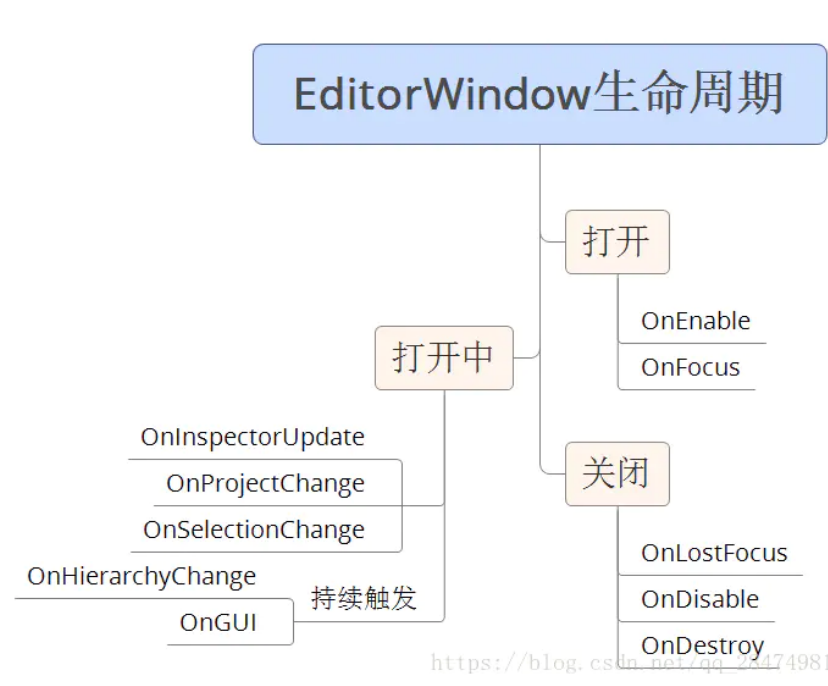 EditorWindow生命周期
打开
OnEnable
OnFocus
打开中
OnInspectorUpdate
OnProjectChange
OnSelectionChange
OnHierarchyChange
持续触发
OnGUI
关闭
OnLostFocus
OnDisable
OnDestroy
https://blog.csdn.net/qq_28474981